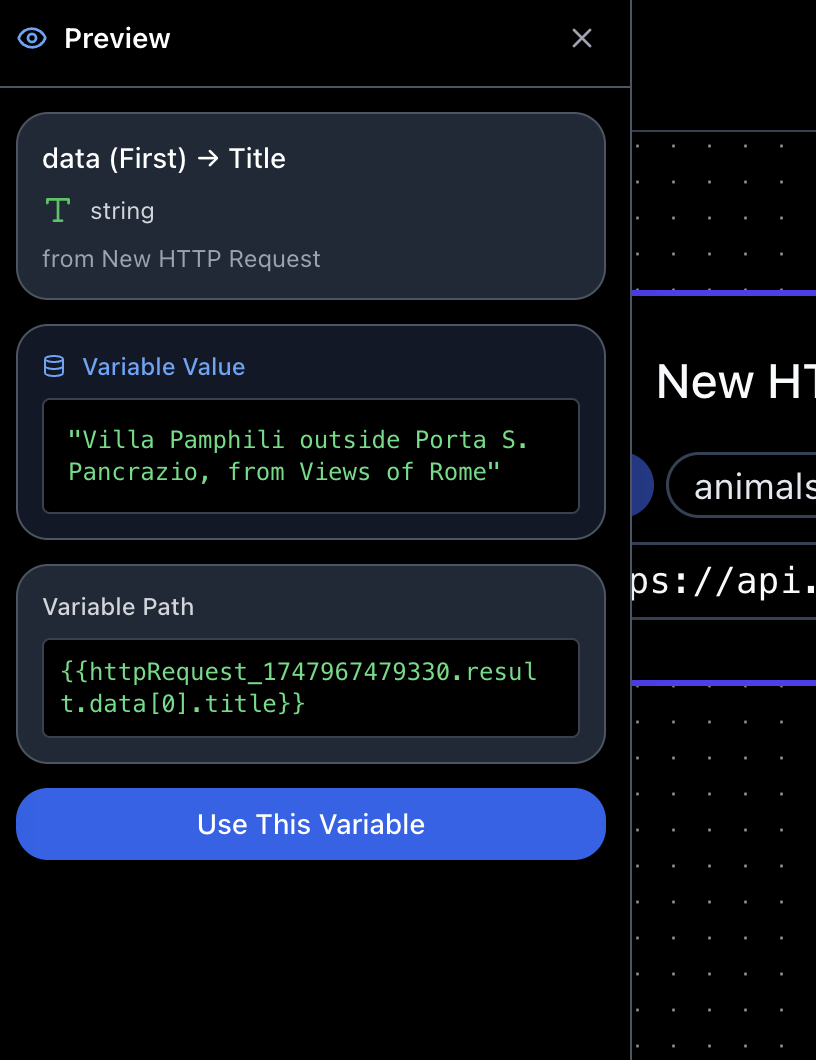 Preview
data (First) → Title
string
from New HTTP Request
Variable Value
"Villa Pamphili outside Porta S.
Pancrazio, from Views of Rome"
Variable Path
{{httpRequest_1747967479330.resul
t.data[0].title}}
Use This Variable
New HT
animals
ps://api.